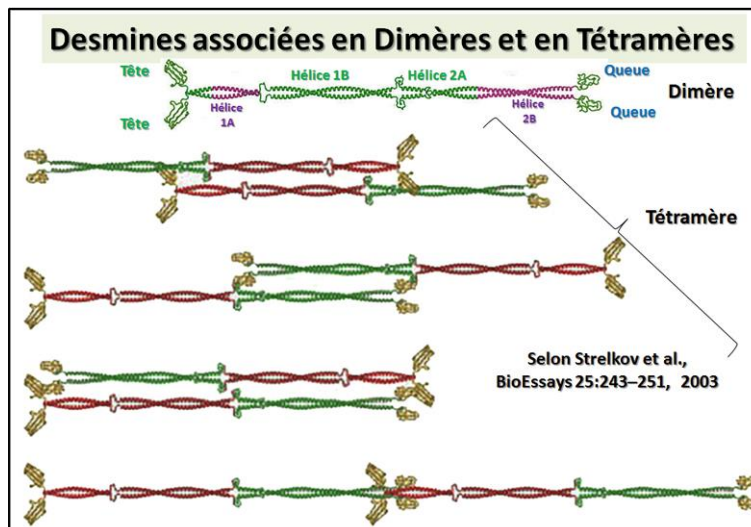 Desmines associées en Dimères et en Tétramères
Tête
Hélice 1B
Hélice 2A
Queue
Dimère
Hélice
1A
Hélice
2B
Tête
Queue
Tétramère
Selon Strelkov et al.,
BioEssays 25:243–251, 2003